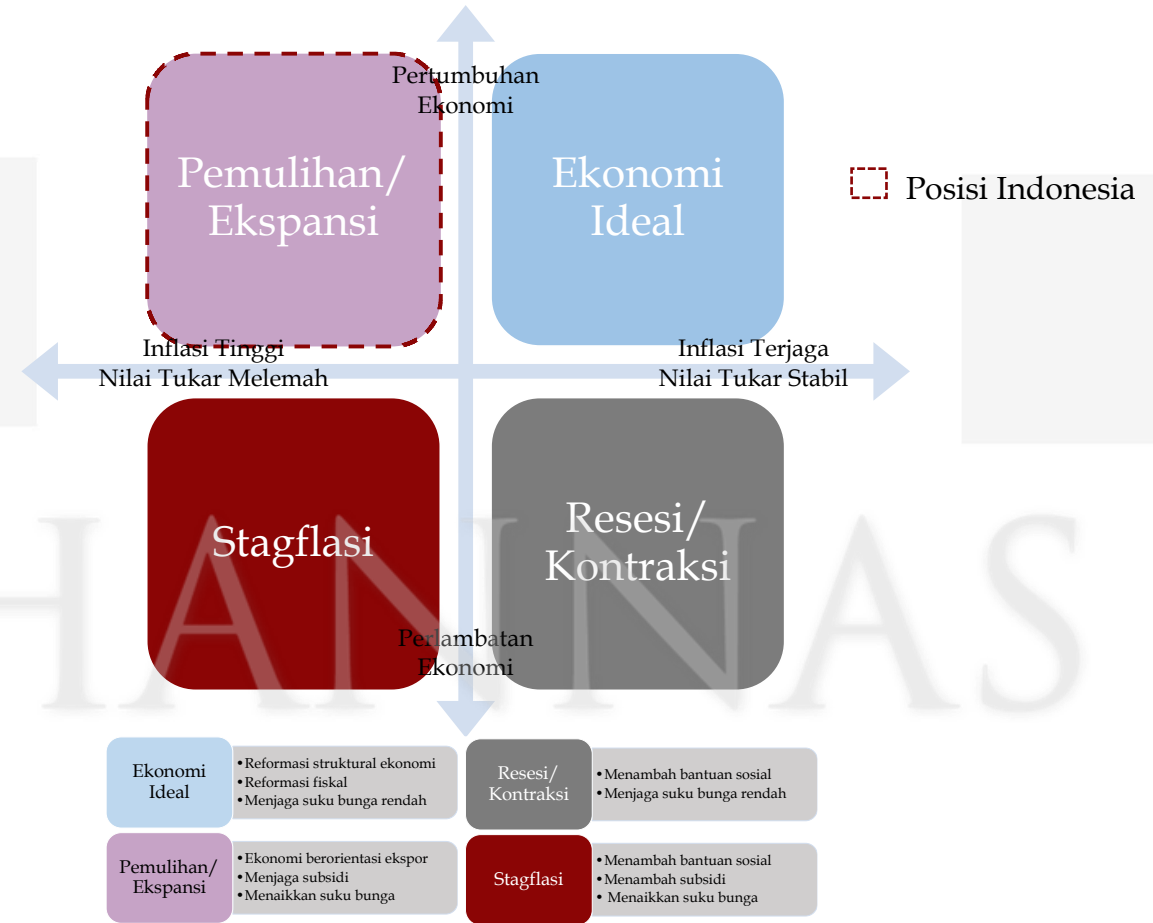 Pertumbuhan
Ekonomi
Pemulihan/
Ekspansi
Ekonomi
Ideal
Posisi Indonesia
Inflasi Tinggi
Nilai Tukar Melemah
Inflasi Terjaga
Nilai Tukar Stabil
Stagflasi
Resesi/
Kontraksi
HANNAS
Perlambatan
Ekonomi
Ekonomi
Ideal
•Reformasi struktural ekonomi
•Reformasi fiskal
•Menjaga suku bunga rendah
Resesi/
Kontraksi
•Menambah bantuan sosial
•Menjaga suku bunga rendah
Pemulihan/
Ekspansi
•Ekonomi berorientasi ekspor
•Menjaga subsidi
•Menaikkan suku bunga
Stagflasi
•Menambah bantuan sosial
•Menambah subsidi
• Menaikkan suku bunga